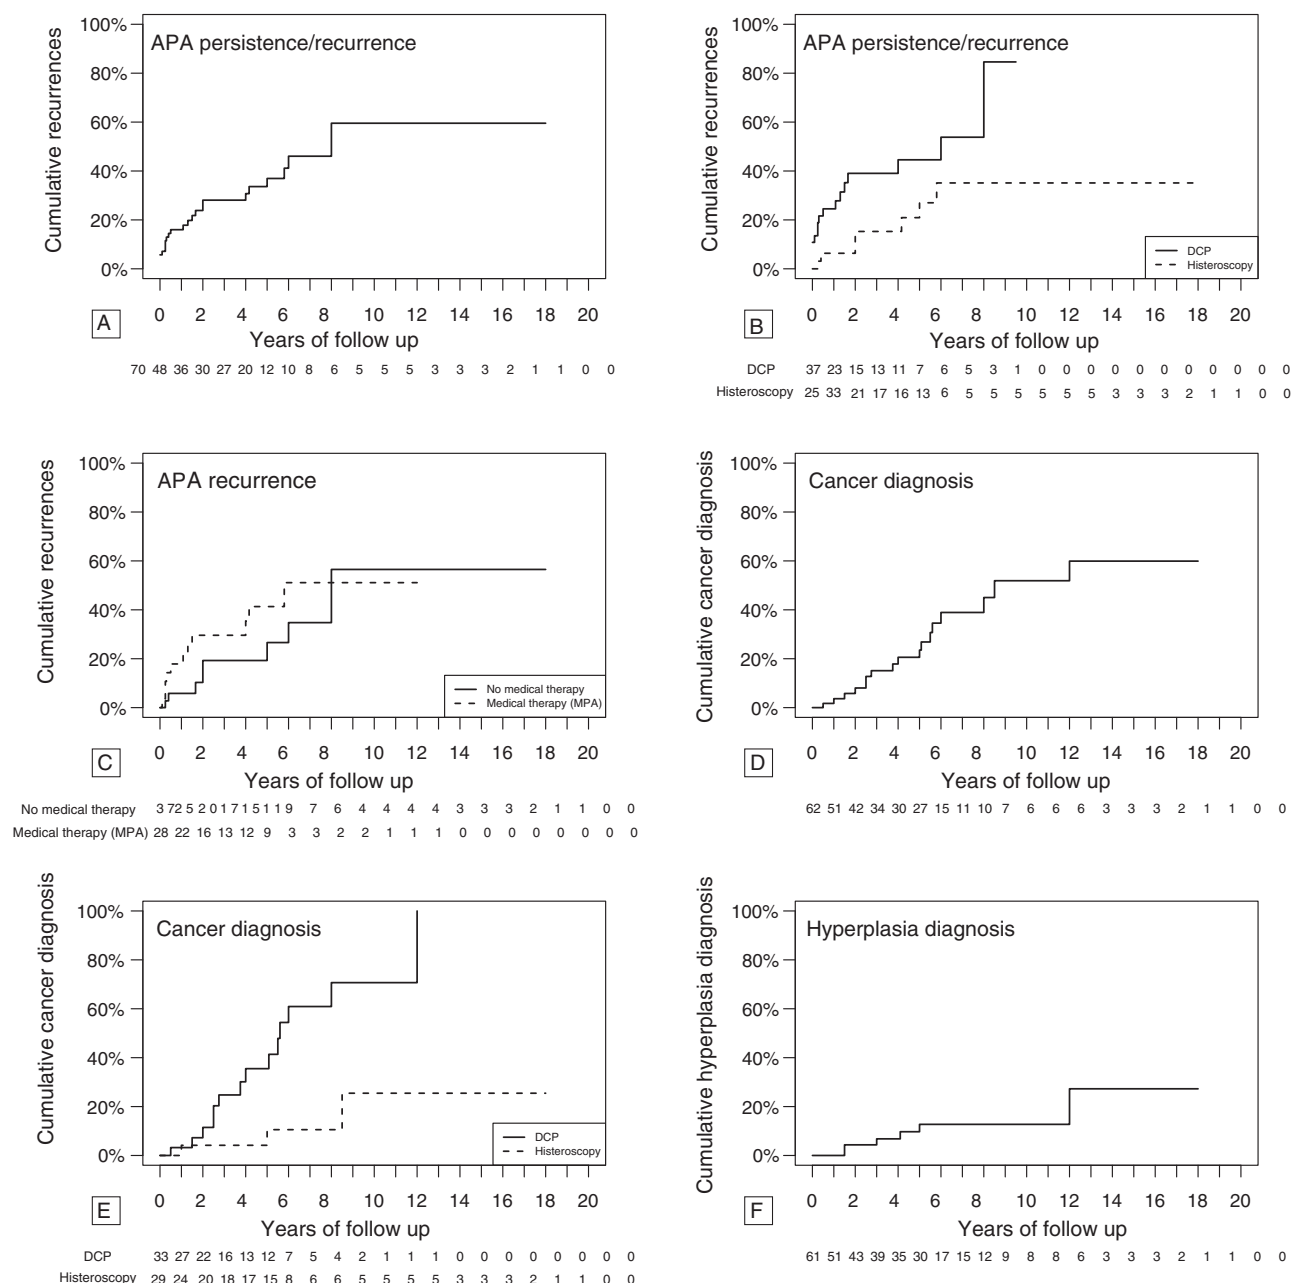 APA persistence/recurrence
Cumulative recurrences
100%
80%
60%
40%
20%
0%
0 2 4 6 8 10 12 14 16 18 20
A
Years of follow up
70 48 36 30 27 20 12 10 8 6 5 5 5 3 3 3 2 1 1 0 0
APA persistence/recurrence
Cumulative recurrences
100%
80%
60%
40%
20%
0%
DCP
Histeroscopy
0 2 4 6 8 10 12 14 16 18 20
B
Years of follow up
DCP 37 23 15 13 11 7 6 5 3 1 0 0 0 0 0 0 0 0 0 0
Histeroscopy 25 33 21 17 16 13 6 5 5 5 5 5 3 3 3 2 1 1 0 0
APA recurrence
Cumulative recurrences
100%
80%
60%
40%
20%
0%
No medical therapy
Medical therapy (MPA)
0 2 4 6 8 10 12 14 16 18 20
C
Years of follow up
No medical therapy 3 72 5 2 0 1 7 1 5 1 1 9 7 6 4 4 4 4 3 3 3 2 1 1 0 0
Medical therapy (MPA) 28 22 16 13 12 9 3 3 2 2 1 1 1 0 0 0 0 0 0 0 0
Cancer diagnosis
Cumulative cancer diagnosis
100%
80%
60%
40%
20%
0%
0 2 4 6 8 10 12 14 16 18 20
D
Years of follow up
62 51 42 34 30 27 15 11 10 7 6 6 6 3 3 3 2 1 1 0 0
Cancer diagnosis
Cumulative cancer diagnosis
100%
80%
60%
40%
20%
0%
DCP
Histeroscopy
0 2 4 6 8 10 12 14 16 18 20
E
Years of follow up
DCP 33 27 22 16 13 12 7 5 4 2 1 1 1 0 0 0 0 0 0 0 0
Histeroscopy 29 24 20 18 17 15 8 6 6 5 5 5 5 3 3 3 2 1 1 0 0
Hyperplasia diagnosis
Cumulative hyperplasia diagnosis
100%
80%
60%
40%
20%
0%
0 2 4 6 8 10 12 14 16 18 20
F
Years of follow up
61 51 43 39 35 30 17 15 12 9 8 8 6 3 3 3 2 1 1 0 0